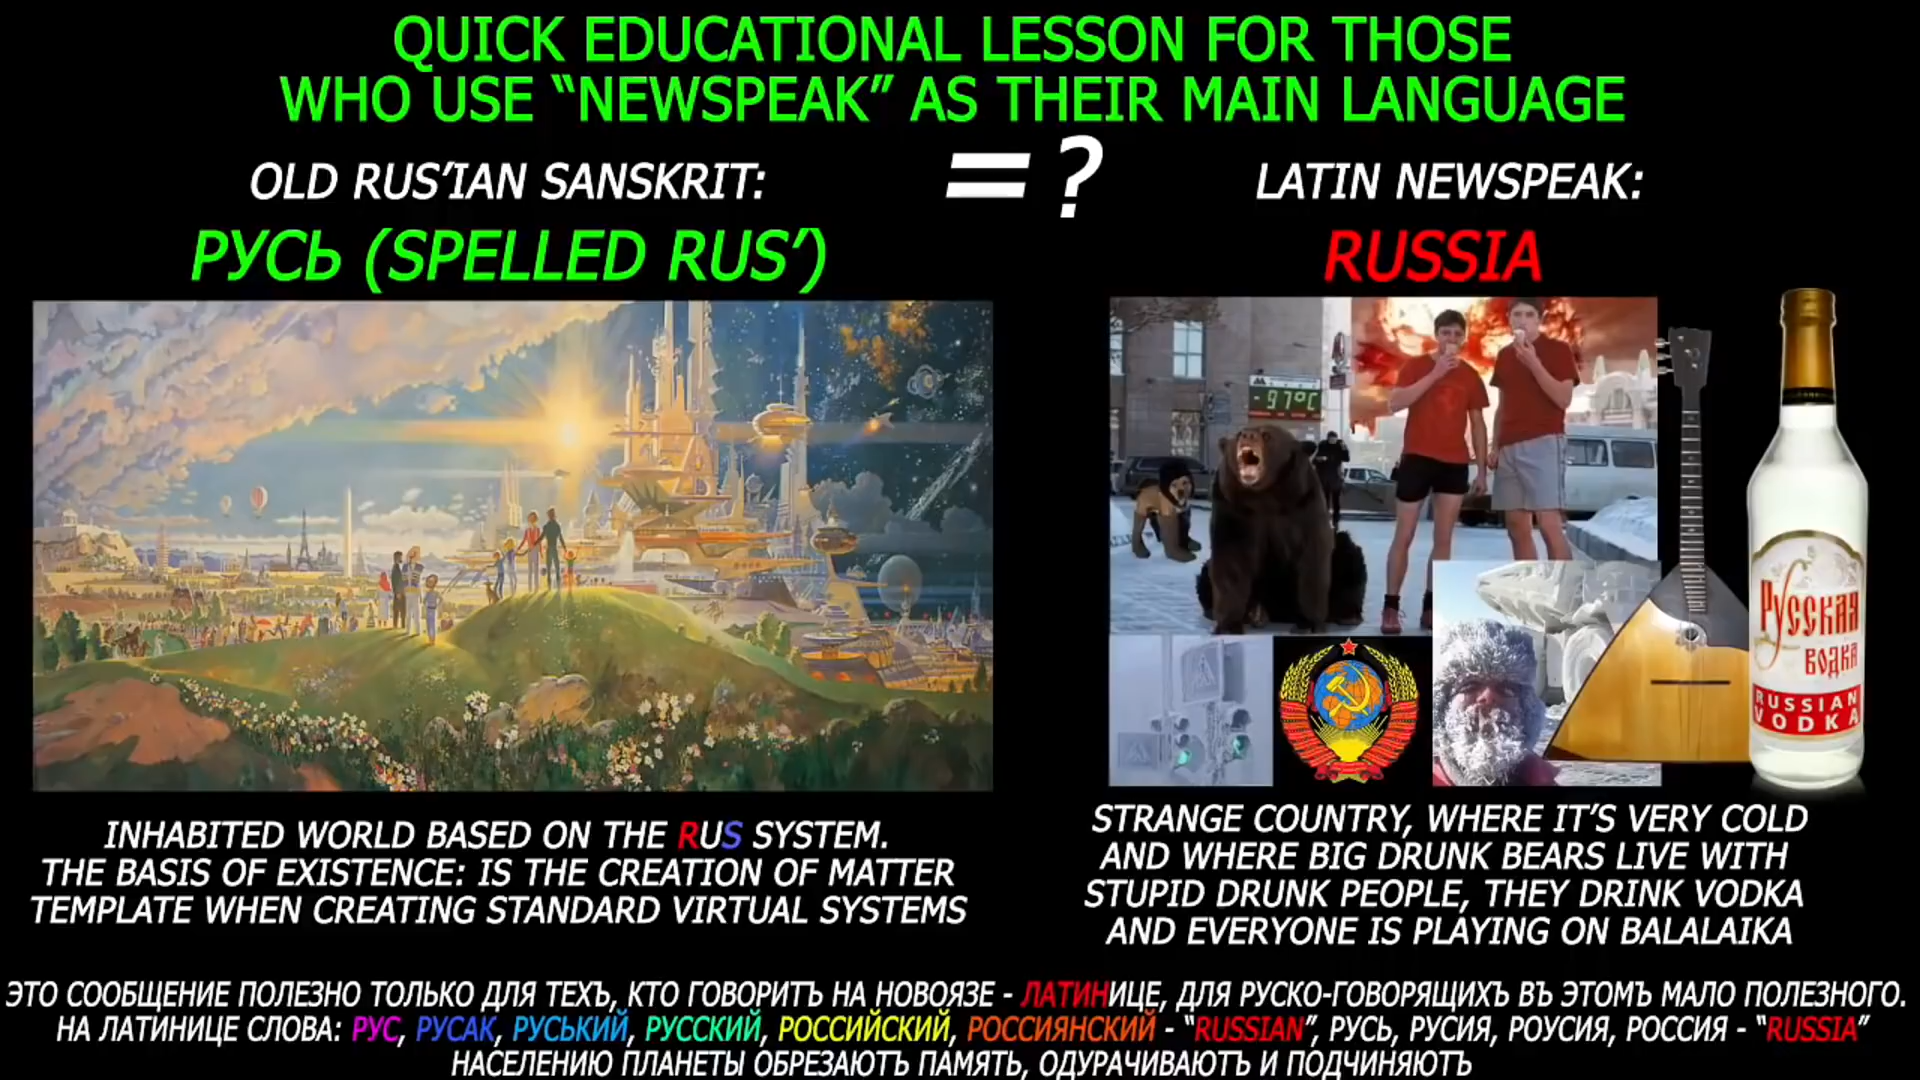 QUICK EDUCATIONAL LESSON FOR THOSE
WHO USE “NEWSPEAK” AS THEIR MAIN LANGUAGE
OLD RUS’IAN SANSKRIT:
= ?
LATIN NEWSPEAK:
РУСЬ (SPELLED RUS’)
RUSSIA
-97°C
Русская
водка
RUSSIAN
VODKA
INHABITED WORLD BASED ON THE RUS SYSTEM.
THE BASIS OF EXISTENCE: IS THE CREATION OF MATTER
TEMPLATE WHEN CREATING STANDARD VIRTUAL SYSTEMS
STRANGE COUNTRY, WHERE IT’S VERY COLD
AND WHERE BIG DRUNK BEARS LIVE WITH
STUPID DRUNK PEOPLE, THEY DRINK VODKA
AND EVERYONE IS PLAYING ON BALALAIKA
ЭТО СООБЩЕНИЕ ПОЛЕЗНО ТОЛЬКО ДЛЯ ТЕХЪ, КТО ГОВОРИТЪ НА НОВОЯЗЕ - ЛАТИНИЦЕ, ДЛЯ РУСКО-ГОВОРЯЩИХЪ ВЪ ЭТОМЪ МАЛО ПОЛЕЗНОГО.
НА ЛАТИНИЦЕ СЛОВА: РУС, РУСАК, РУСЬКИЙ, РУССКИЙ, РОССИЙСКИЙ, РОССИЯНСКИЙ - “RUSSIAN”, РУСЬ, РУСИЯ, РОУСИЯ, РОССИЯ - “RUSSIA”
НАСЕЛЕНИЮ ПЛАНЕТЫ ОБРЕЗАЮТЪ ПАМЯТЬ, ОДУРАЧИВАЮТЪ И ПОДЧИНЯЮТЪ